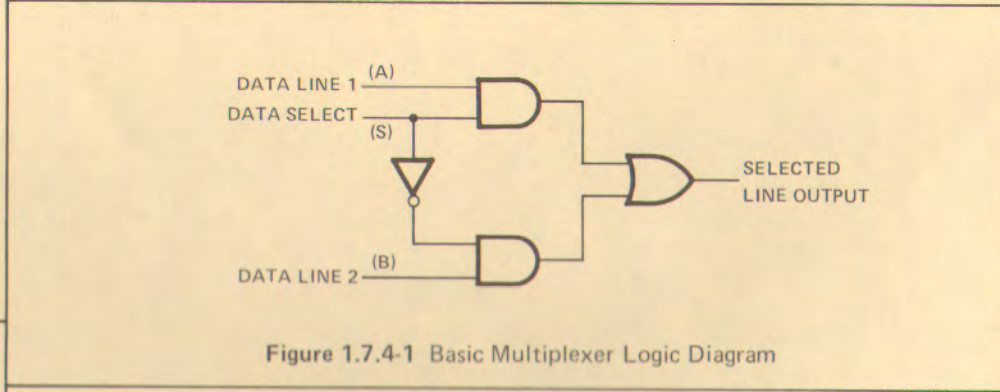 DATA LINE 1 (A)
DATA SELECT
(S)
SELECTED
LINE OUTPUT
DATA LINE 2 (B)
Figure 1.7.4-1 Basic Multiplexer Logic Diagram